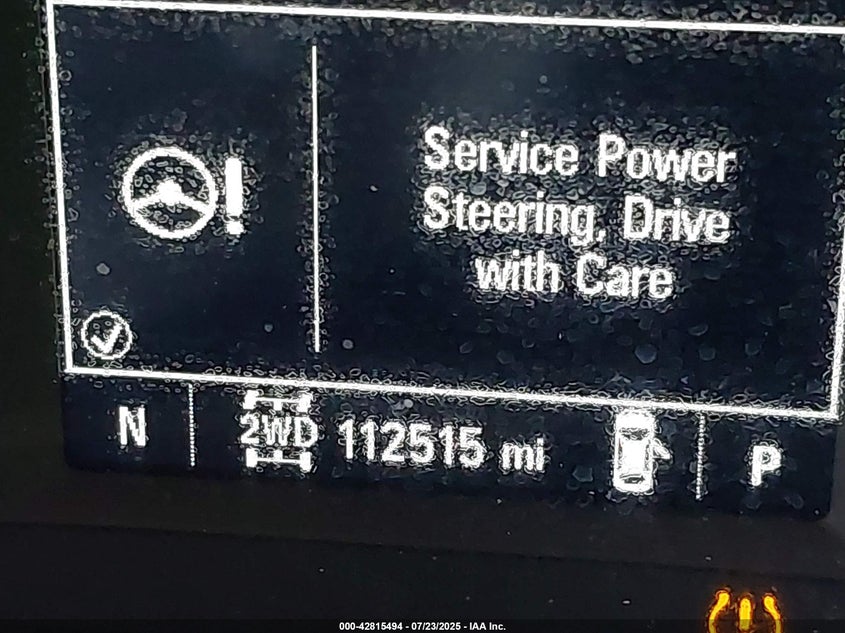 Service Power
Steering, Drive
with Care
N 2WD 112515 mi P
000-42815494 - 07/23/2025 - IAA Inc.